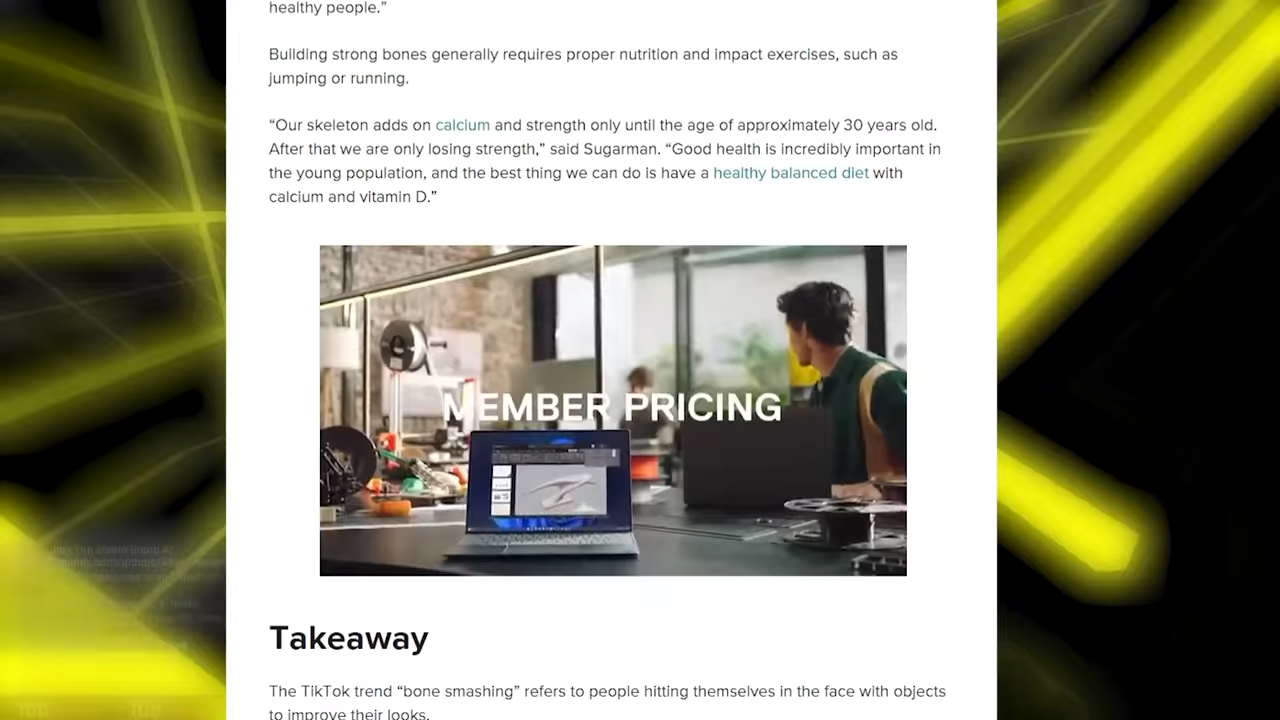 healthy people.”
Building strong bones generally requires proper nutrition and impact exercises, such as
jumping or running.
“Our skeleton adds on calcium and strength only until the age of approximately 30 years old.
After that we are only losing strength,” said Sugarman. “Good health is incredibly important in
the young population, and the best thing we can do is have a healthy balanced diet with
calcium and vitamin D.”
MEMBER PRICING
Takeaway
The TikTok trend “bone smashing” refers to people hitting themselves in the face with objects
to improve their looks.